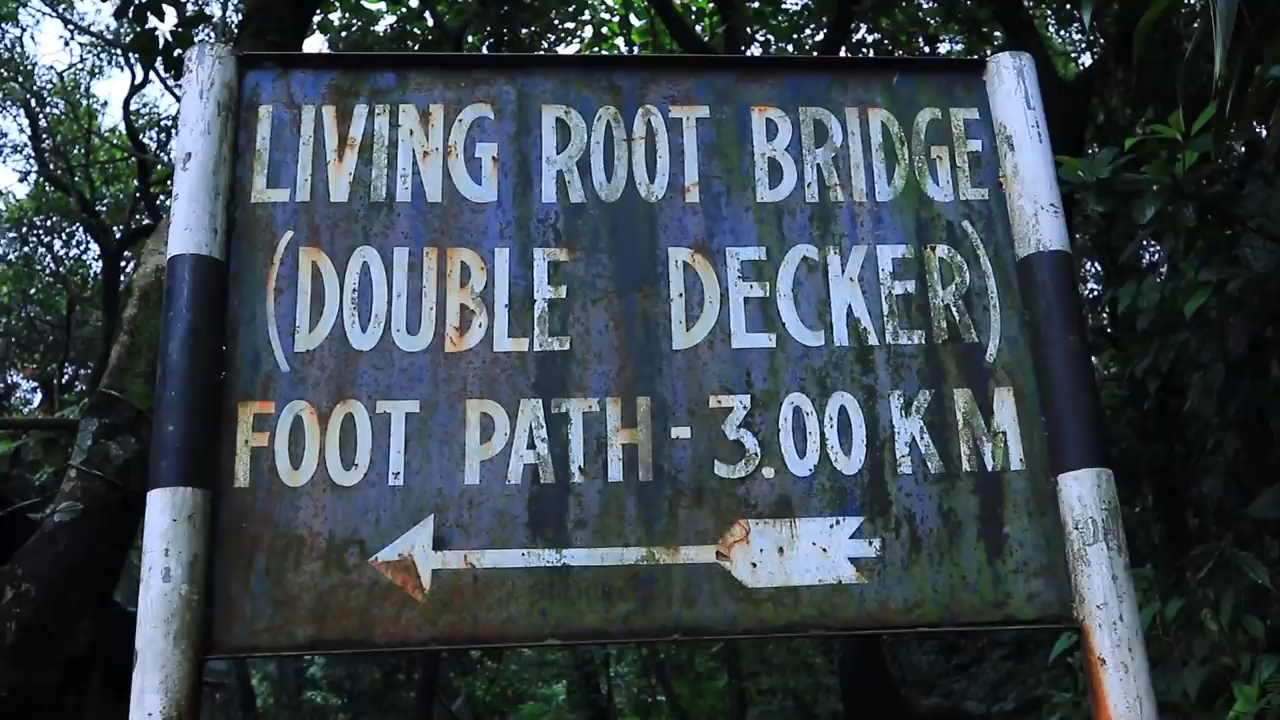 LIVING ROOT BRIDGE
(DOUBLE DECKER)
FOOT PATH - 3.00 KM